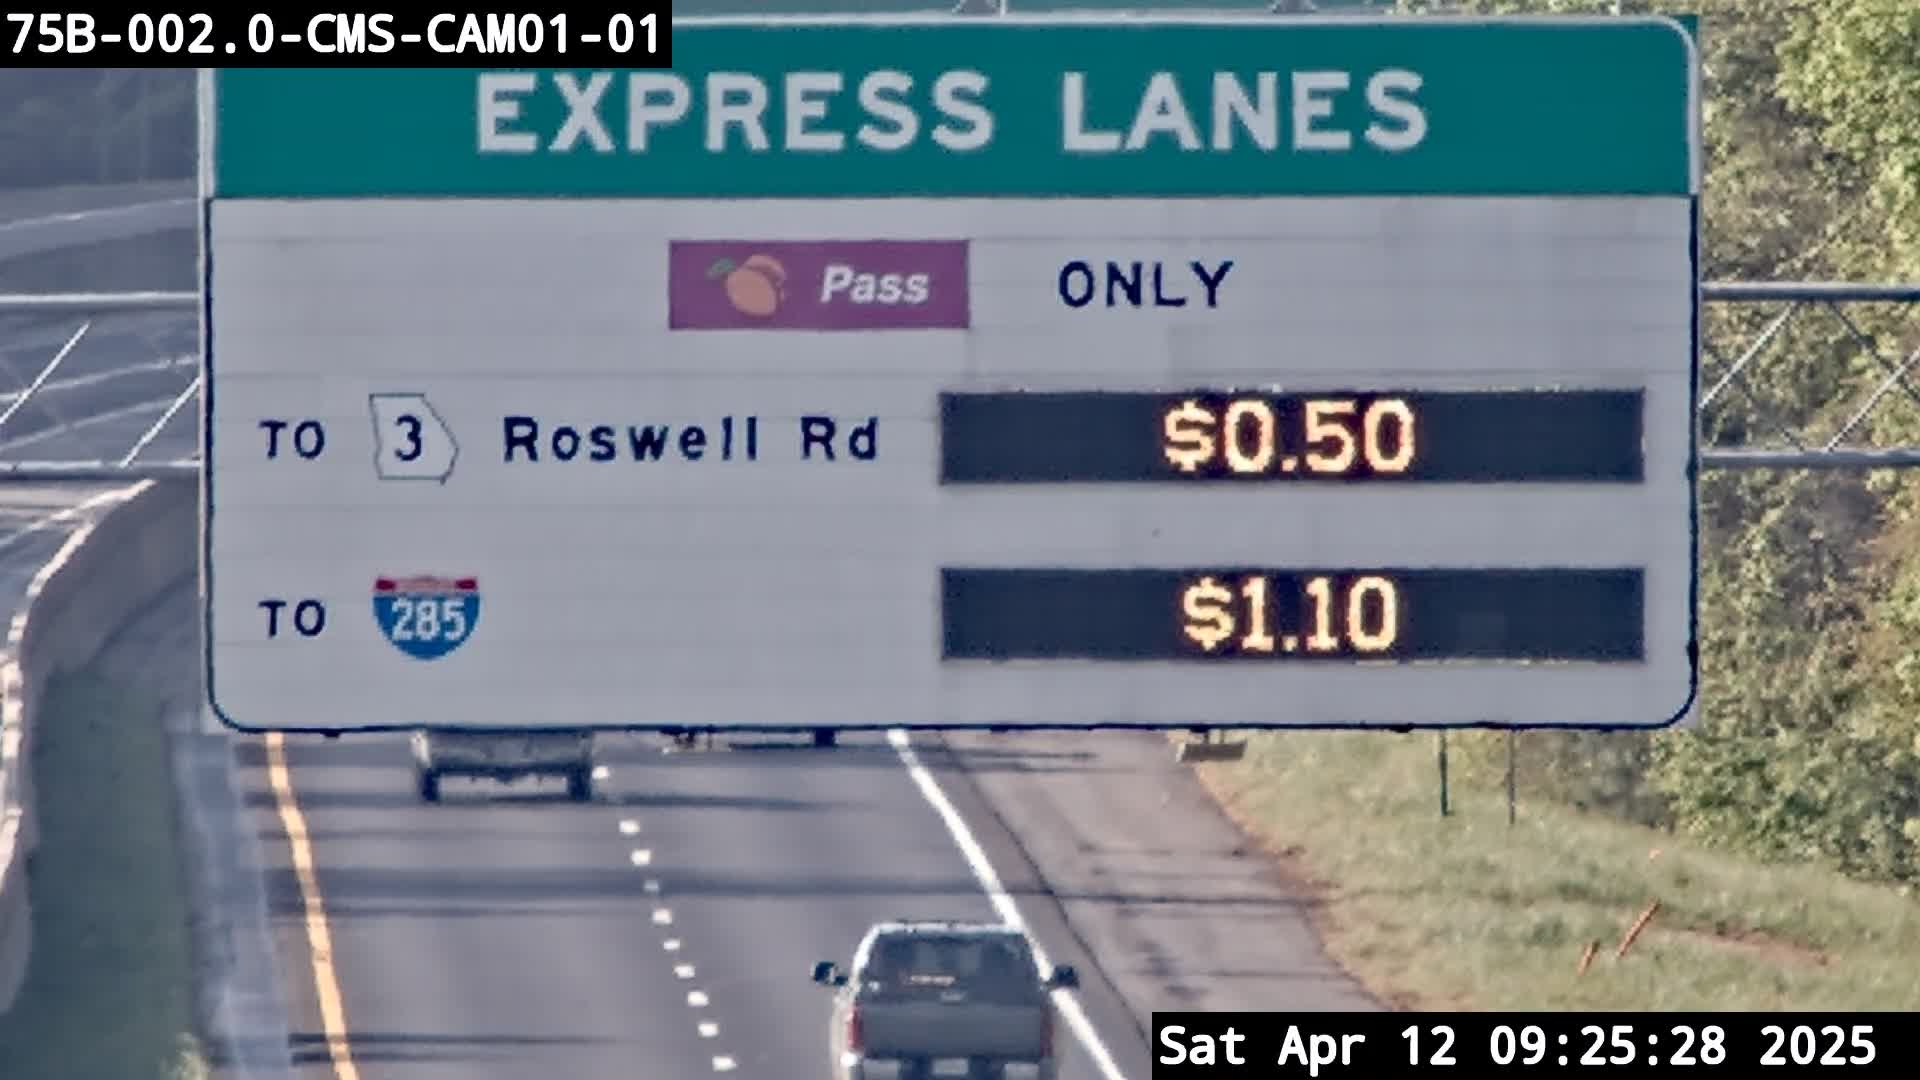 75B-002.0-CMS-CAM01-01
EXPRESS LANES
Pass ONLY
TO 3 Roswell Rd $0.50
TO 285 $1.10
Sat Apr 12 09:25:28 2025